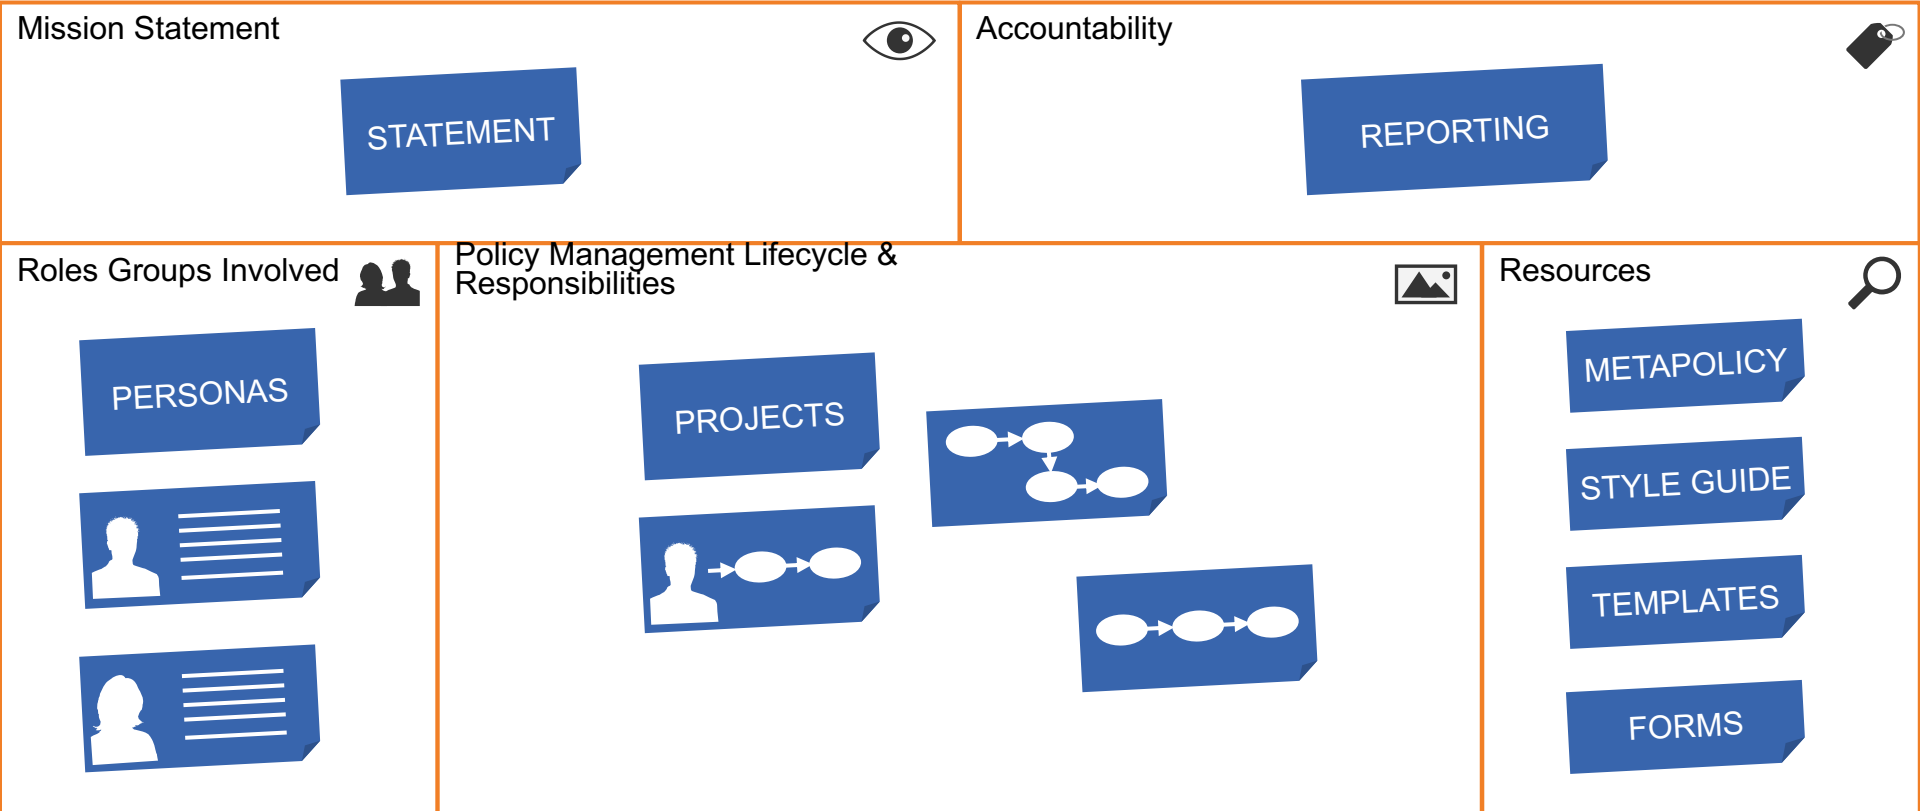 Mission Statement
STATEMENT
Accountability
REPORTING
Roles Groups Involved
PERSONAS
Policy Management Lifecycle &
Responsibilities
PROJECTS
Resources
METAPOLICY
STYLE GUIDE
TEMPLATES
FORMS